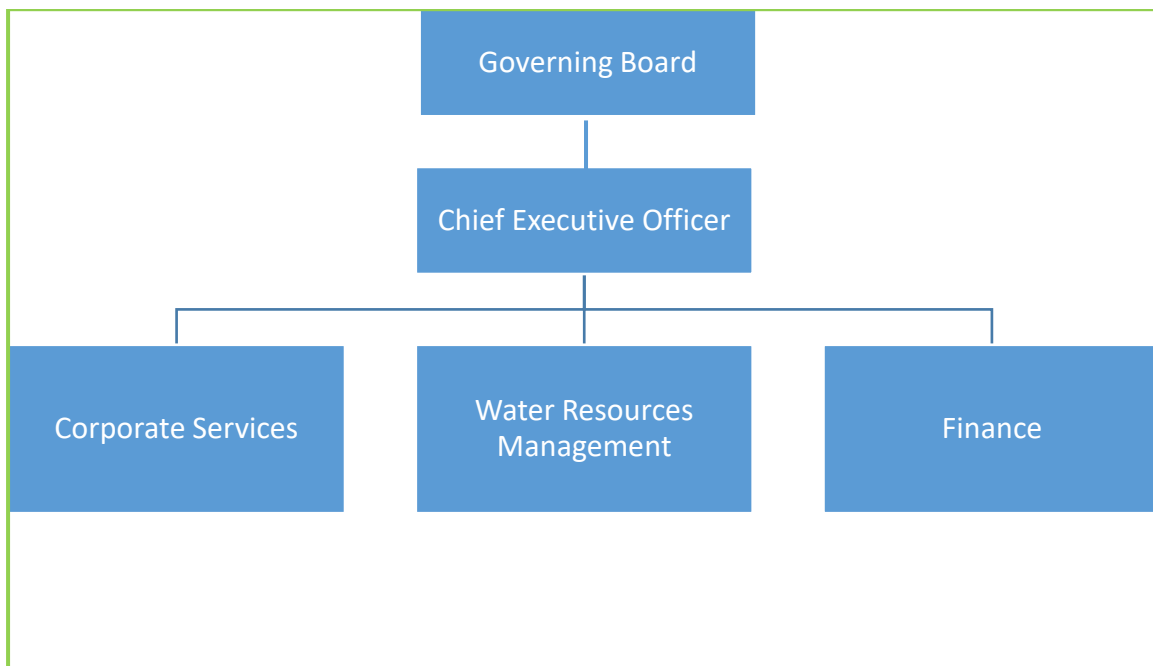 Governing Board
Chief Executive Officer
Corporate Services
Water Resources
Management
Finance